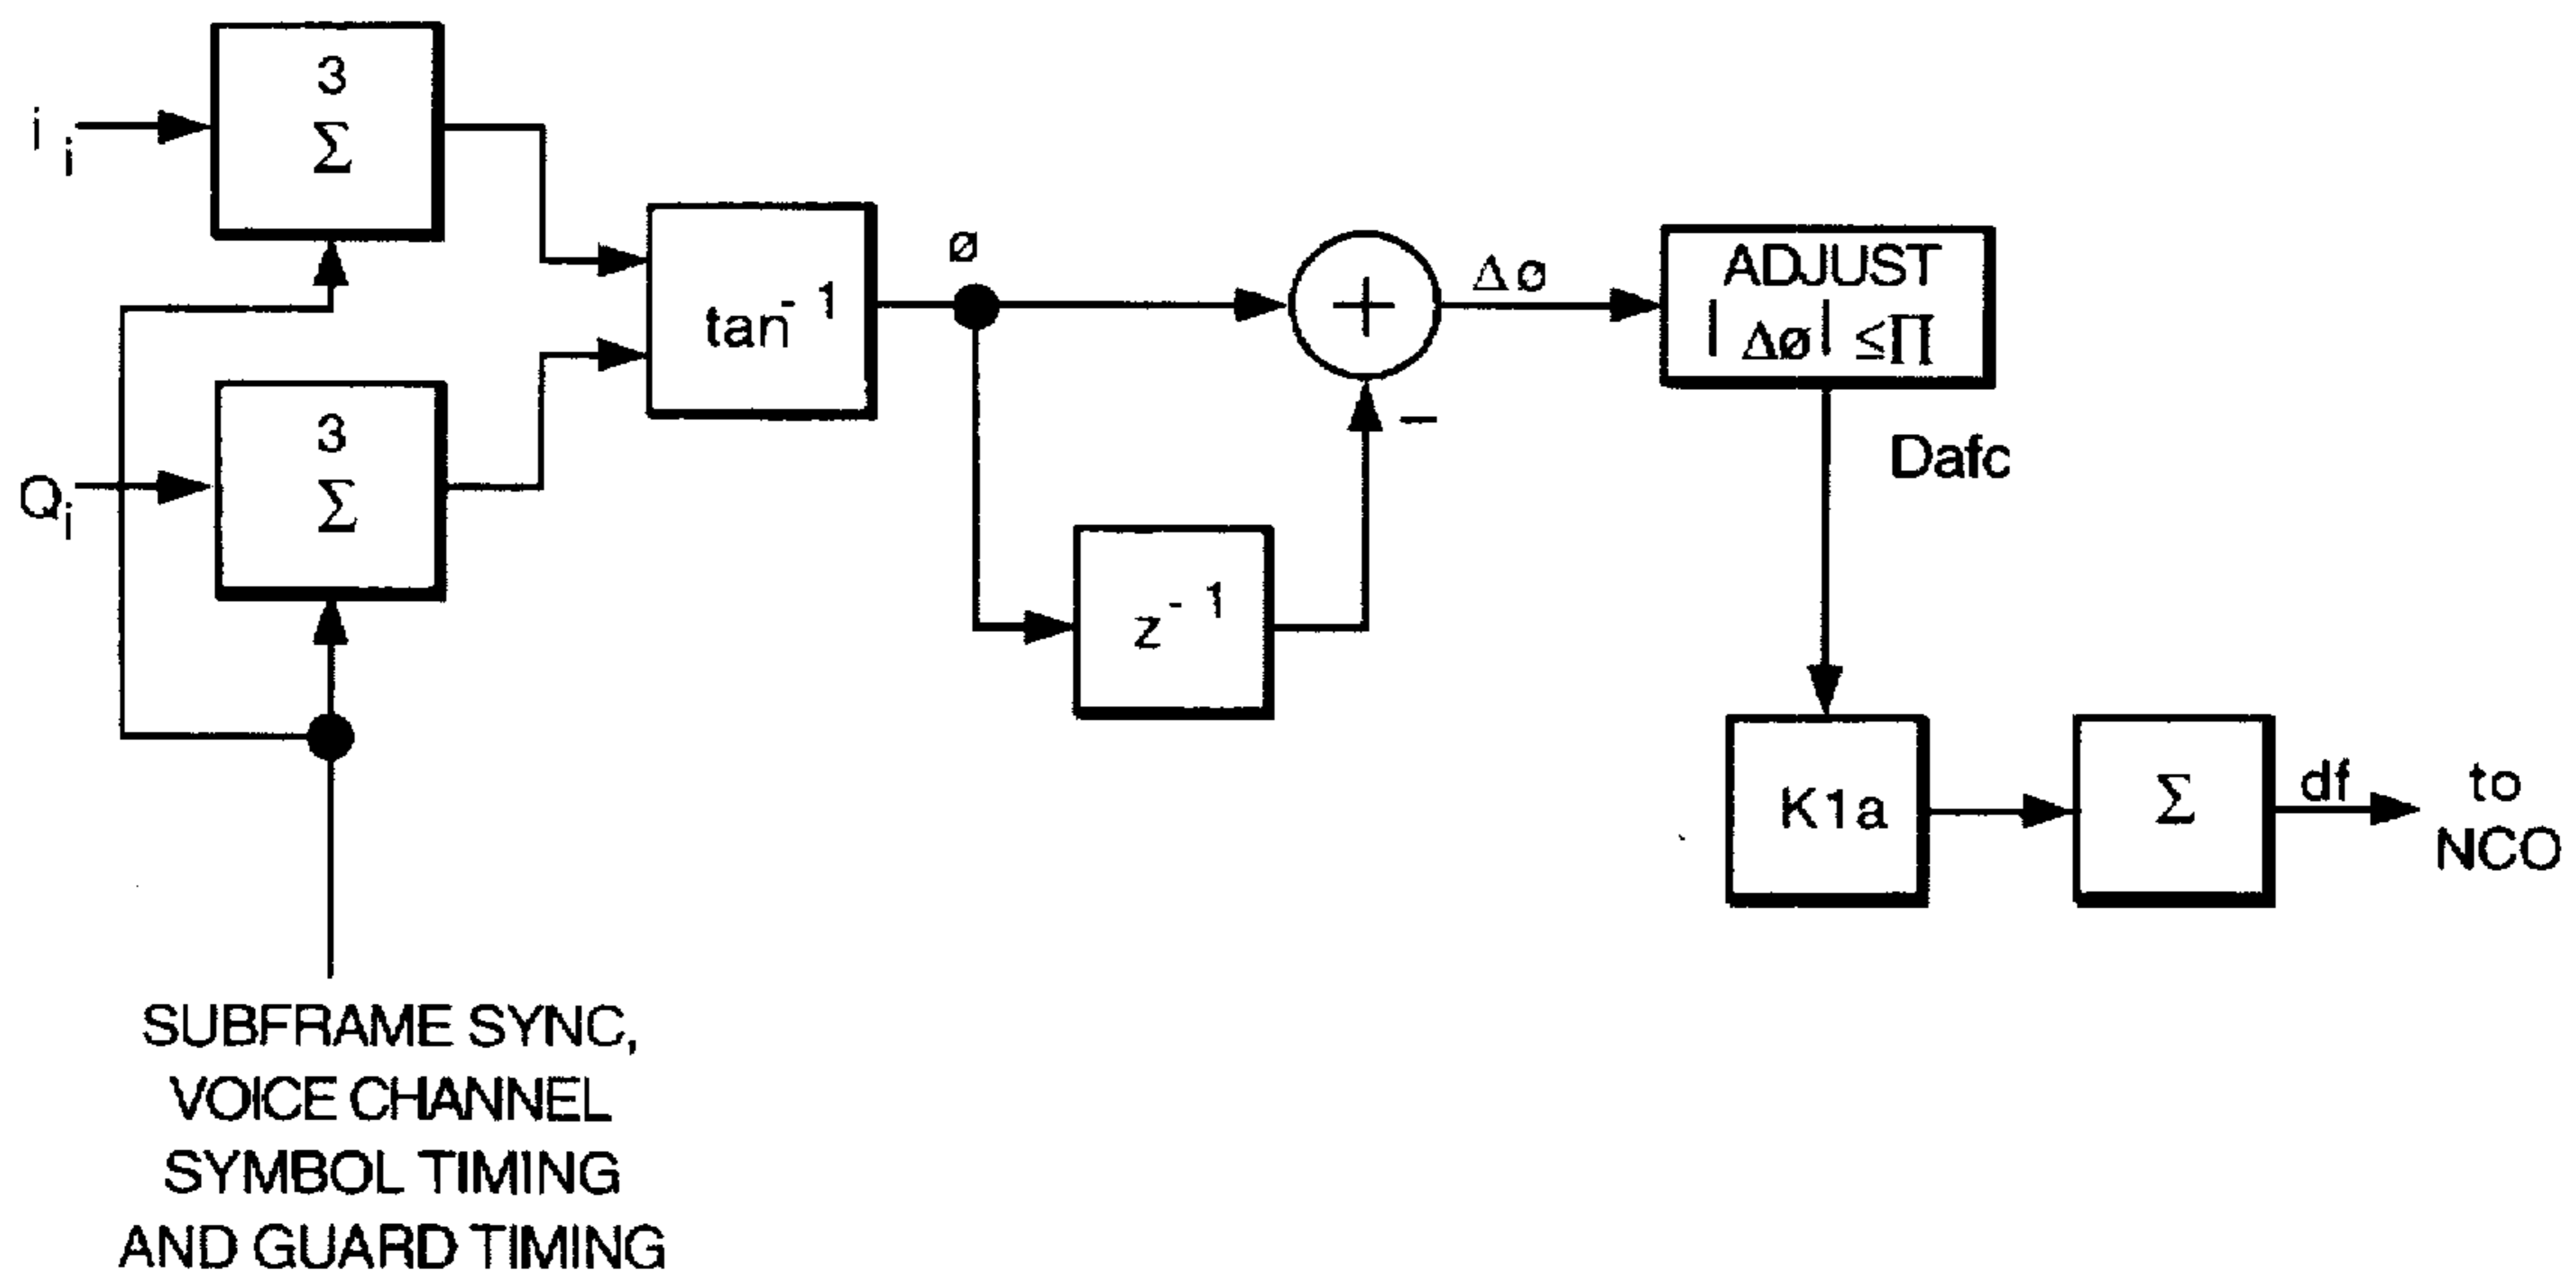 i i
3
Σ
Q i
3
Σ
tan - 1
ø
+
Δø
ADJUST
| Δø | ≤∏
−
z - 1
Dafc
K1a
Σ
df
to
NCO
SUBFRAME SYNC,
VOICE CHANNEL
SYMBOL TIMING
AND GUARD TIMING